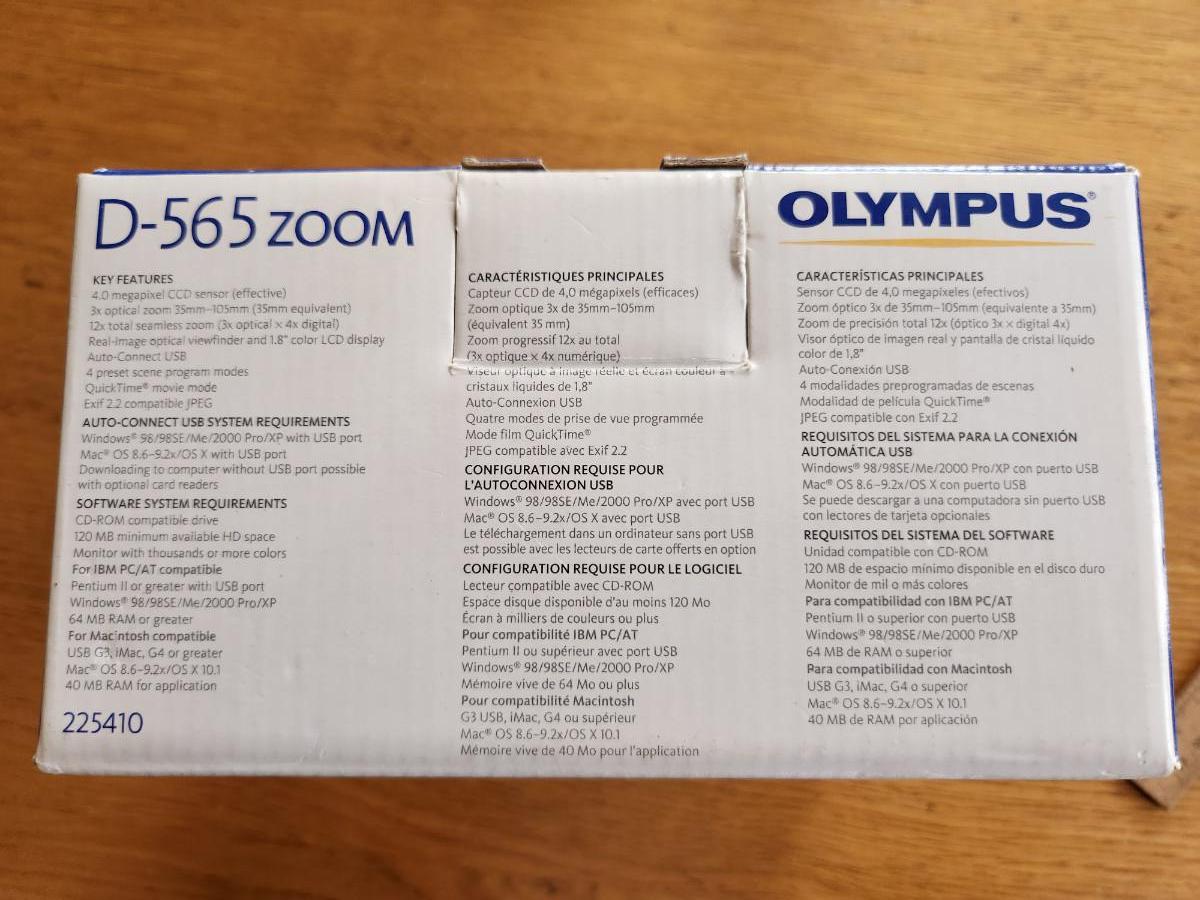 D-565 ZOOM
KEY FEATURES
4.0 megapixel CCD sensor (effective)
3x optical zoom 35mm–105mm (35mm equivalent)
12x total seamless zoom (3x optical x 4x digital)
Real-image optical viewfinder and 1.8" color LCD display
Auto-Connect USB
4 preset scene program modes
QuickTime® movie mode
Exif 2.2 compatible JPEG
AUTO-CONNECT USB SYSTEM REQUIREMENTS
Windows® 98/98SE/Me/2000 Pro/XP with USB port
Mac® OS 8.6–9.2x/OS X with USB port
Downloading to computer without USB port possible
with optional card readers
SOFTWARE SYSTEM REQUIREMENTS
CD-ROM compatible drive
120 MB minimum available HD space
Monitor with thousands or more colors
For IBM PC/AT compatible
Pentium II or greater with USB port
Windows® 98/98SE/Me/2000 Pro/XP
64 MB RAM or greater
For Macintosh compatible
USB G3, iMac, G4 or greater
Mac® OS 8.6–9.2x/OS X 10.1
40 MB RAM for application
225410
CARACTÉRISTIQUES PRINCIPALES
Capteur CCD de 4,0 mégapixels (efficaces)
Zoom optique 3x de 35mm–105mm
(équivalent 35 mm)
Zoom progressif 12x au total
(3x optique x 4x numérique)
Viseur optique à image réelle et écran couleur à
cristaux liquides de 1,8"
Auto-Connexion USB
Quatre modes de prise de vue programmée
Mode film QuickTime®
JPEG compatible avec Exif 2.2
CONFIGURATION REQUISE POUR
L'AUTOCONNEXION USB
Windows® 98/98SE/Me/2000 Pro/XP avec port USB
Mac® OS 8.6–9.2x/OS X avec port USB
Le téléchargement dans un ordinateur sans port USB
est possible avec les lecteurs de carte offerts en option
CONFIGURATION REQUISE POUR LE LOGICIEL
Lecteur compatible avec CD-ROM
Espace disque disponible d'au moins 120 Mo
Écran à milliers de couleurs ou plus
Pour compatibilité IBM PC/AT
Pentium II ou supérieur avec port USB
Windows® 98/98SE/Me/2000 Pro/XP
Mémoire vive de 64 Mo ou plus
Pour compatibilité Macintosh
G3 USB, iMac, G4 ou supérieur
Mac® OS 8.6–9.2x/OS X 10.1
Mémoire vive de 40 Mo pour l'application
OLYMPUS®
CARACTERÍSTICAS PRINCIPALES
Sensor CCD de 4,0 megapíxeles (efectivos)
Zoom óptico 3x de 35mm–105mm (equivalente a 35mm)
Zoom de precisión total 12x (óptico 3x × digital 4x)
Visor óptico de imagen real y pantalla de cristal líquido
color de 1,8"
Auto-Conexión USB
4 modalidades preprogramadas de escenas
Modalidad de película QuickTime®
JPEG compatible con Exif 2.2
REQUISITOS DEL SISTEMA PARA LA CONEXIÓN
AUTOMÁTICA USB
Windows® 98/98SE/Me/2000 Pro/XP con puerto USB
Mac® OS 8.6–9.2x/OS X con puerto USB
Se puede descargar a una computadora sin puerto USB
con lectores de tarjeta opcionales
REQUISITOS DEL SISTEMA DEL SOFTWARE
Unidad compatible con CD-ROM
120 MB de espacio mínimo disponible en el disco duro
Monitor de mil o más colores
Para compatibilidad con IBM PC/AT
Pentium II o superior con puerto USB
Windows® 98/98SE/Me/2000 Pro/XP
64 MB de RAM o superior
Para compatibilidad con Macintosh
USB G3, iMac, G4 o superior
Mac® OS 8.6–9.2x/OS X 10.1
40 MB de RAM por aplicación